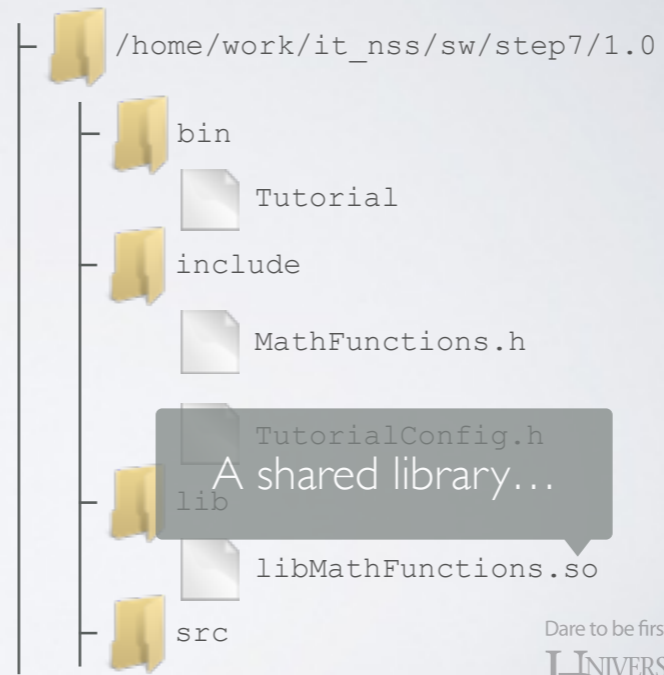 /home/work/it_nss/sw/step7/1.0
bin
Tutorial
include
MathFunctions.h
TutorialConfig.h
A shared library…
lib
libMathFunctions.so
src
Dare to be firs